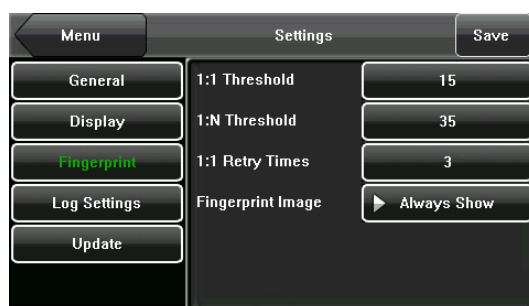 Menu
Settings
Save
General
Display
Fingerprint
Log Settings
Update
1:1 Threshold
15
1:N Threshold
35
1:1 Retry Times
3
Fingerprint Image
Always Show